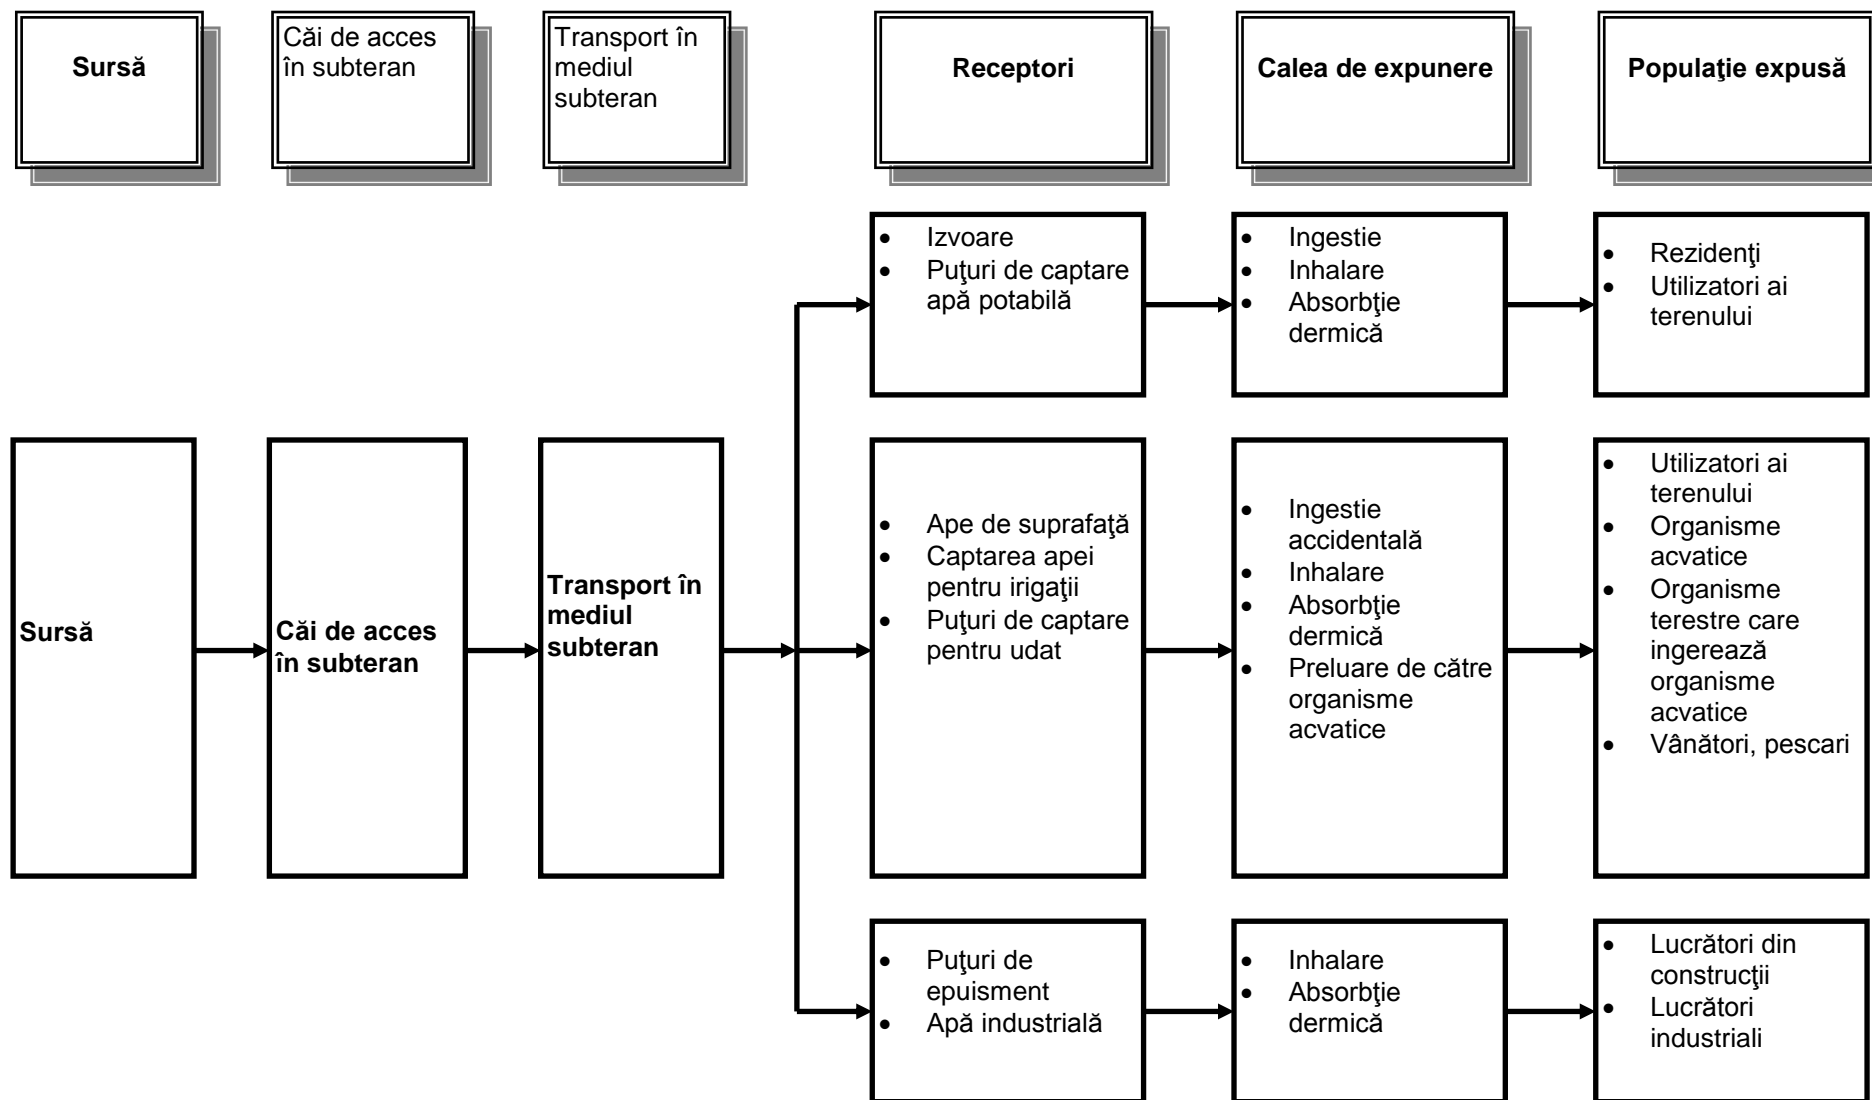 Sursă
Căi de acces
în subteran
Transport în
mediul
subteran
Receptori
Calea de expunere
Populaţie expusă
• Izvoare
• Puţuri de captare
apă potabilă
• Ingestie
• Inhalare
• Absorbţie
dermică
• Rezidenţi
• Utilizatori ai
terenului
Sursă
Căi de acces
în subteran
Transport în
mediul
subteran
• Ape de suprafaţă
• Captarea apei
pentru irigaţii
• Puţuri de captare
pentru udat
• Ingestie
accidentală
• Inhalare
• Absorbţie
dermică
• Preluare de către
organisme
acvatice
• Utilizatori ai
terenului
• Organisme
acvatice
• Organisme
terestre care
ingerează
organisme
acvatice
• Vânători, pescari
• Puţuri de
epuisment
• Apă industrială
• Inhalare
• Absorbţie
dermică
• Lucrători din
construcţii
• Lucrători
industriali